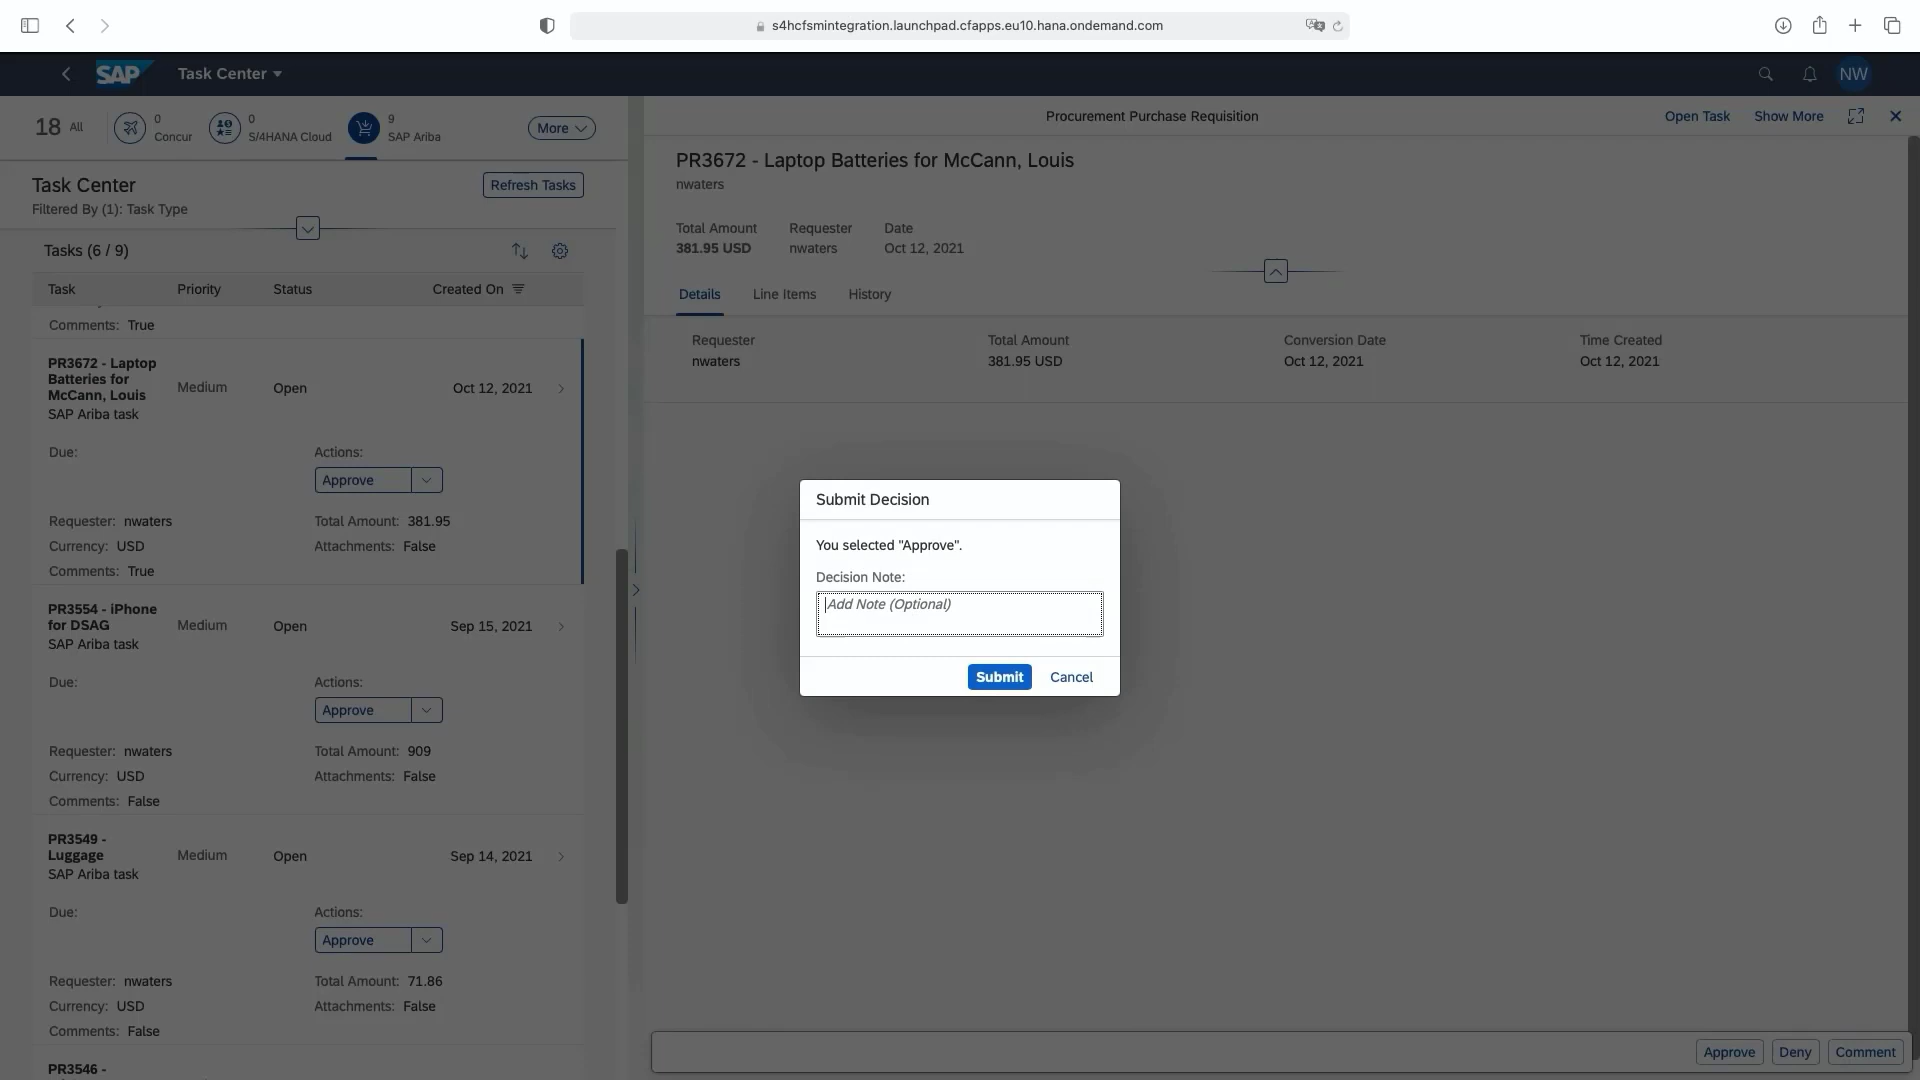 s4hcfsmintegration.launchpad.cfapps.eu10.hana.ondemand.com
SAP
Task Center
NW
18 All
0
Concur
0
S/4HANA Cloud
9
SAP Ariba
More
Task Center
Refresh Tasks
Filtered By (1): Task Type
Tasks (6 / 9)
Task Priority Status Created On
Comments: True
PR3672 - Laptop
Batteries for
McCann, Louis
SAP Ariba task
Medium
Open
Oct 12, 2021
Due:
Actions:
Approve
Requester: nwaters
Total Amount: 381.95
Currency: USD
Attachments: False
Comments: True
PR3554 - iPhone
for DSAG
SAP Ariba task
Medium
Open
Sep 15, 2021
Due:
Actions:
Approve
Requester: nwaters
Total Amount: 909
Currency: USD
Attachments: False
Comments: False
PR3549 -
Luggage
SAP Ariba task
Medium
Open
Sep 14, 2021
Due:
Actions:
Approve
Requester: nwaters
Total Amount: 71.86
Currency: USD
Attachments: False
Comments: False
PR3546 -
Procurement Purchase Requisition
Open Task
Show More
PR3672 - Laptop Batteries for McCann, Louis
nwaters
Total Amount
381.95 USD
Requester
nwaters
Date
Oct 12, 2021
Details
Line Items
History
Requester
nwaters
Total Amount
381.95 USD
Conversion Date
Oct 12, 2021
Time Created
Oct 12, 2021
Submit Decision
You selected "Approve".
Decision Note:
Add Note (Optional)
Submit
Cancel
Approve
Deny
Comment